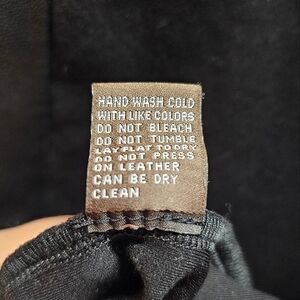 HAND WASH COLD
WITH LIKE COLORS
DO NOT BLEACH
DO NOT TUMBLE
LAY FLAT TO DRY
DO NOT PRESS
ON LEATHER
CAN BE DRY
CLEAN